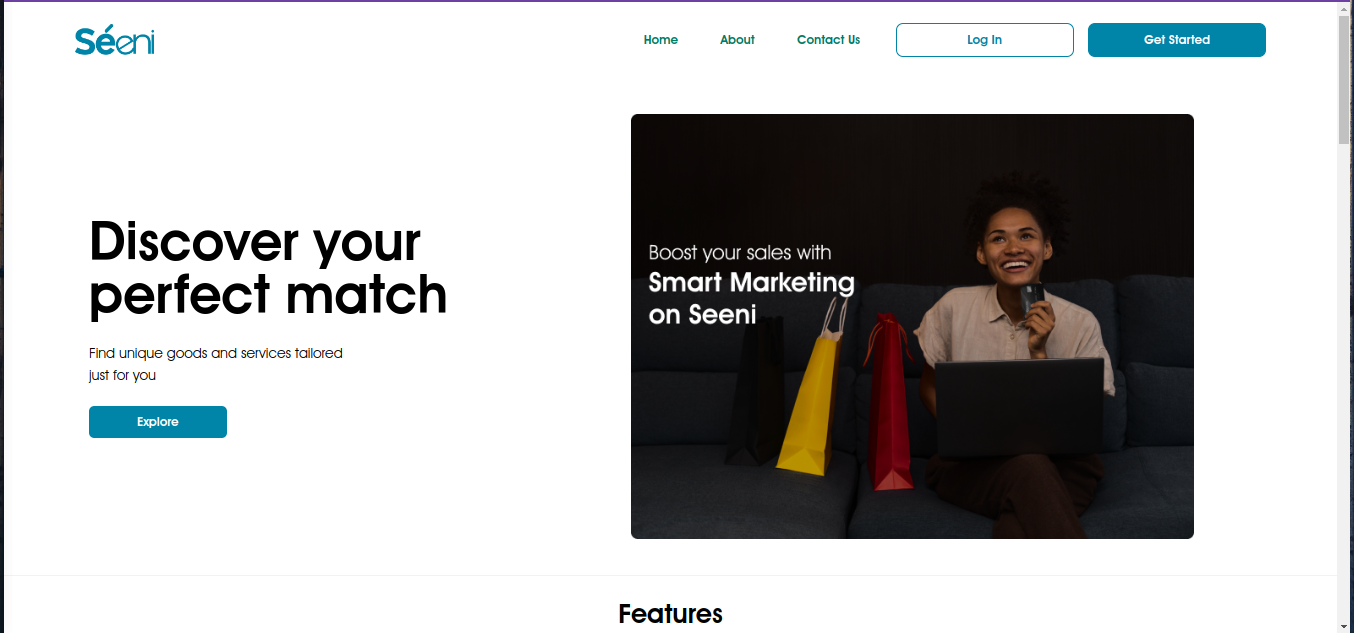 Séeni
Home
About
Contact Us
Log In
Get Started
Discover your
perfect match
Find unique goods and services tailored
just for you
Explore
Boost your sales with
Smart Marketing
on Seeni
Features